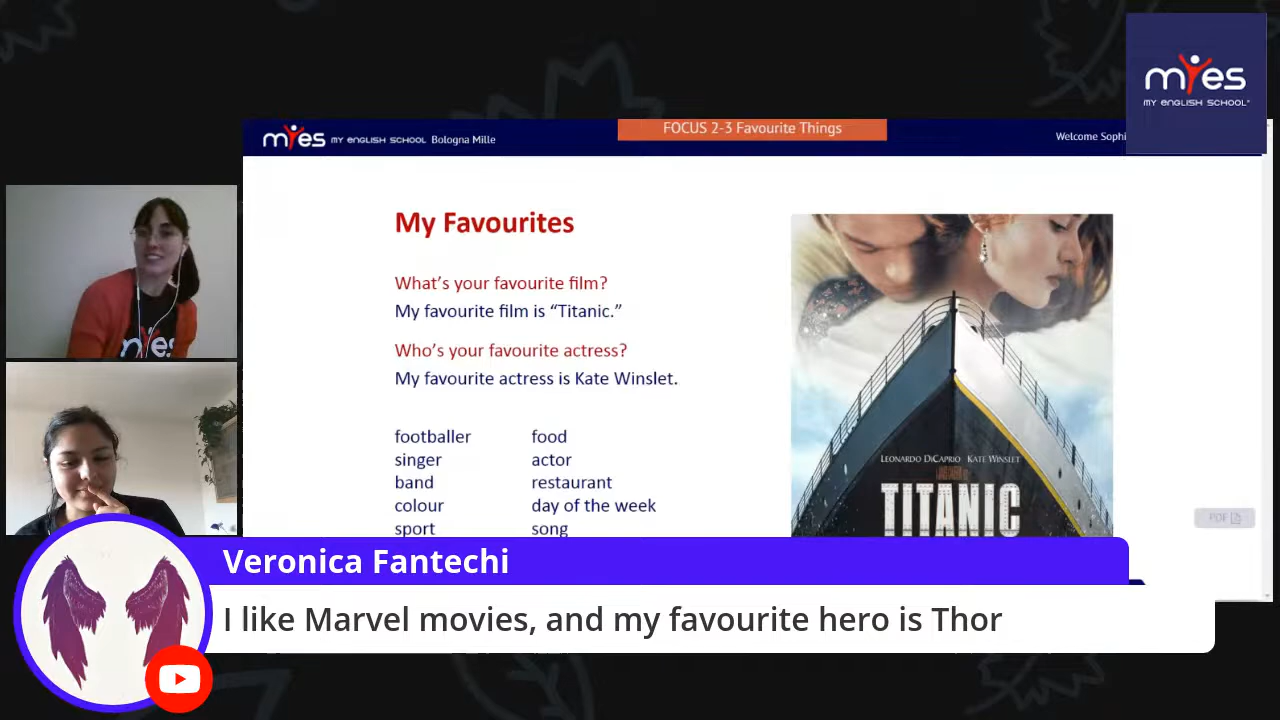 myes
MY ENGLISH SCHOOL
myes MY ENGLISH SCHOOL Bologna Mille
FOCUS 2-3 Favourite Things
Welcome Sophi
My Favourites
What's your favourite film?
My favourite film is “Titanic.”
Who's your favourite actress?
My favourite actress is Kate Winslet.
footballer food
singer actor
band restaurant
colour day of the week
sport song
LEONARDO DICAPRIO KATE WINSLET
TITANIC
PDF
myes
Veronica Fantechi
I like Marvel movies, and my favourite hero is Thor